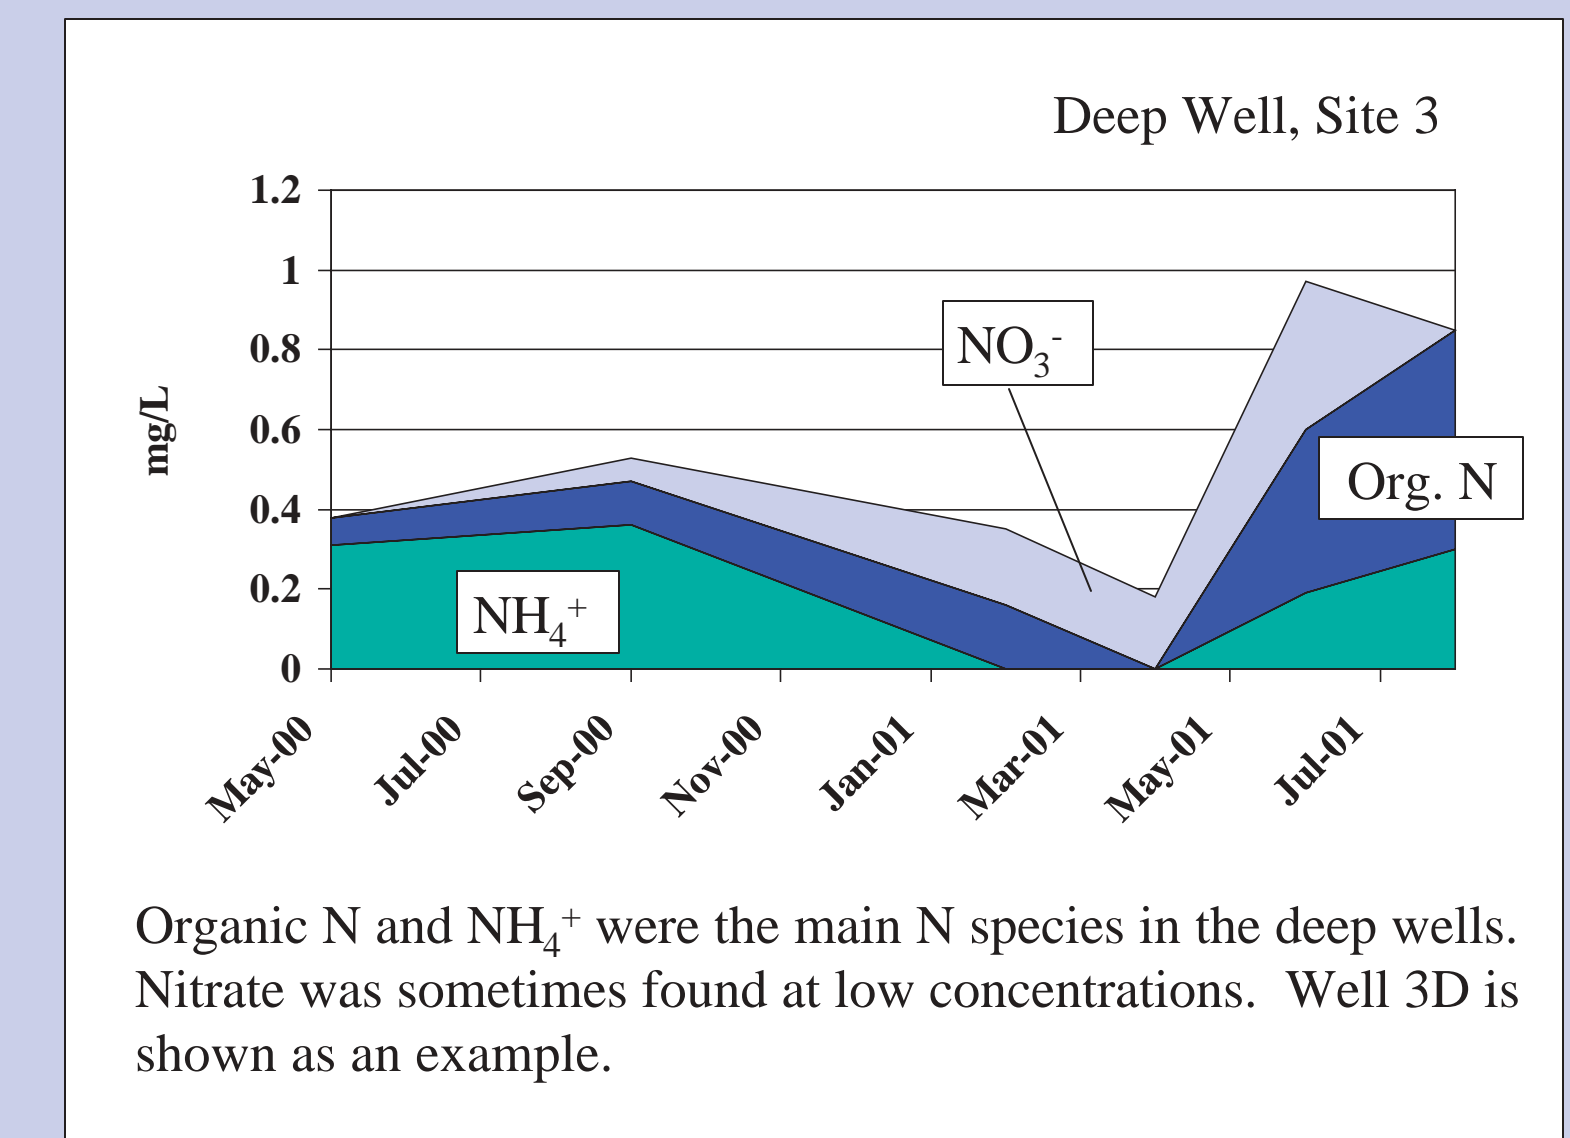 Deep Well, Site 3
1.2
1
0.8
0.6
0.4
0.2
0
mg/L
NO₃⁻
Org. N
NH₄⁺
May-00 Jul-00 Sep-00 Nov-00 Jan-01 Mar-01 May-01 Jul-01
Organic N and NH₄⁺ were the main N species in the deep wells.
Nitrate was sometimes found at low concentrations.  Well 3D is
shown as an example.